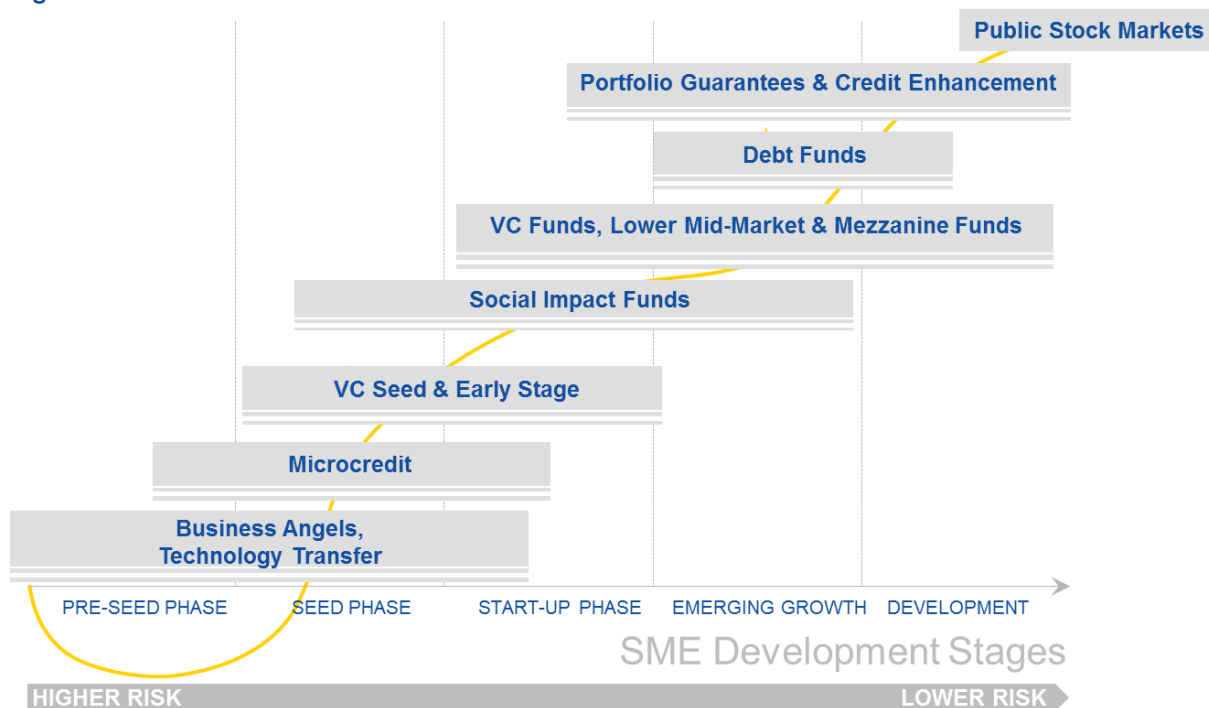 Public Stock Markets
Portfolio Guarantees & Credit Enhancement
Debt Funds
VC Funds, Lower Mid-Market & Mezzanine Funds
Social Impact Funds
VC Seed & Early Stage
Microcredit
Business Angels,
Technology Transfer
PRE-SEED PHASE SEED PHASE START-UP PHASE EMERGING GROWTH DEVELOPMENT
SME Development Stages
HIGHER RISK LOWER RISK